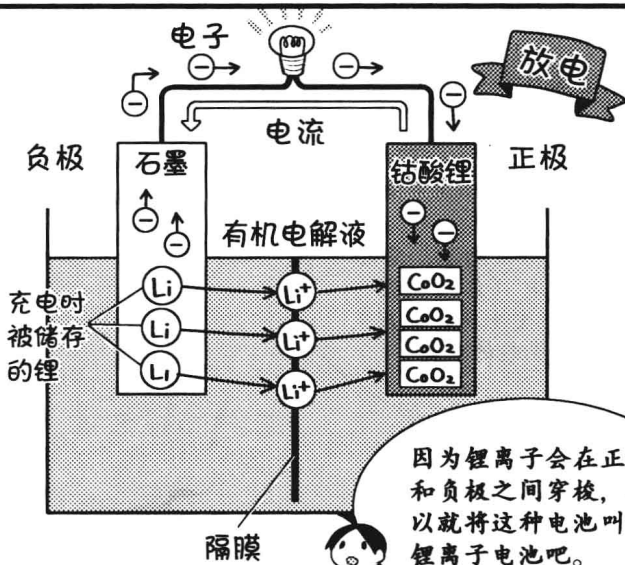 放电
电子
电流
负极
石墨
钴酸锂
正极
有机电解液
充电时
被储存
的锂
Li
Li
Li
Li⁺
Li⁺
Li⁺
CoO2
CoO2
CoO2
CoO2
隔膜
因为锂离子会在正
和负极之间穿梭，
以就将这种电池叫
锂离子电池吧。